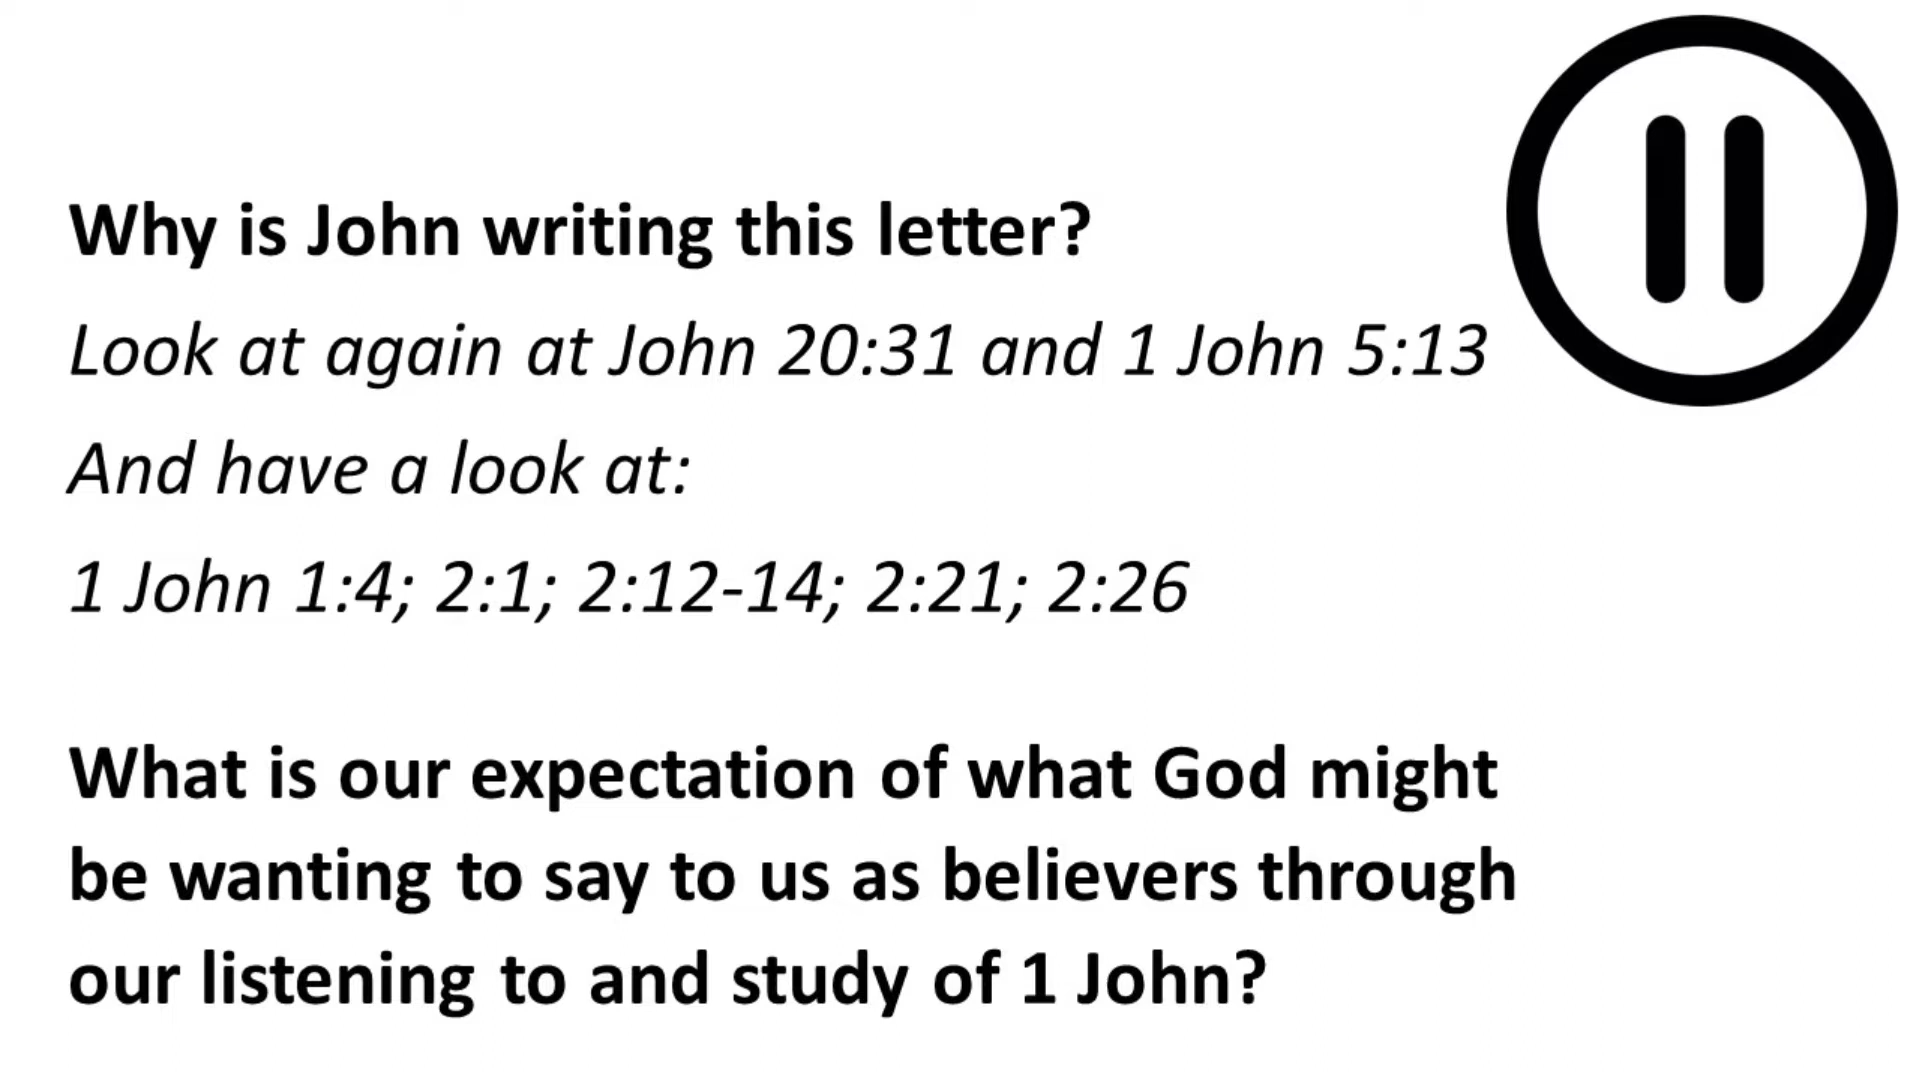 Why is John writing this letter?
Look at again at John 20:31 and 1 John 5:13
And have a look at:
1 John 1:4; 2:1; 2:12-14; 2:21; 2:26
What is our expectation of what God might
be wanting to say to us as believers through
our listening to and study of 1 John?